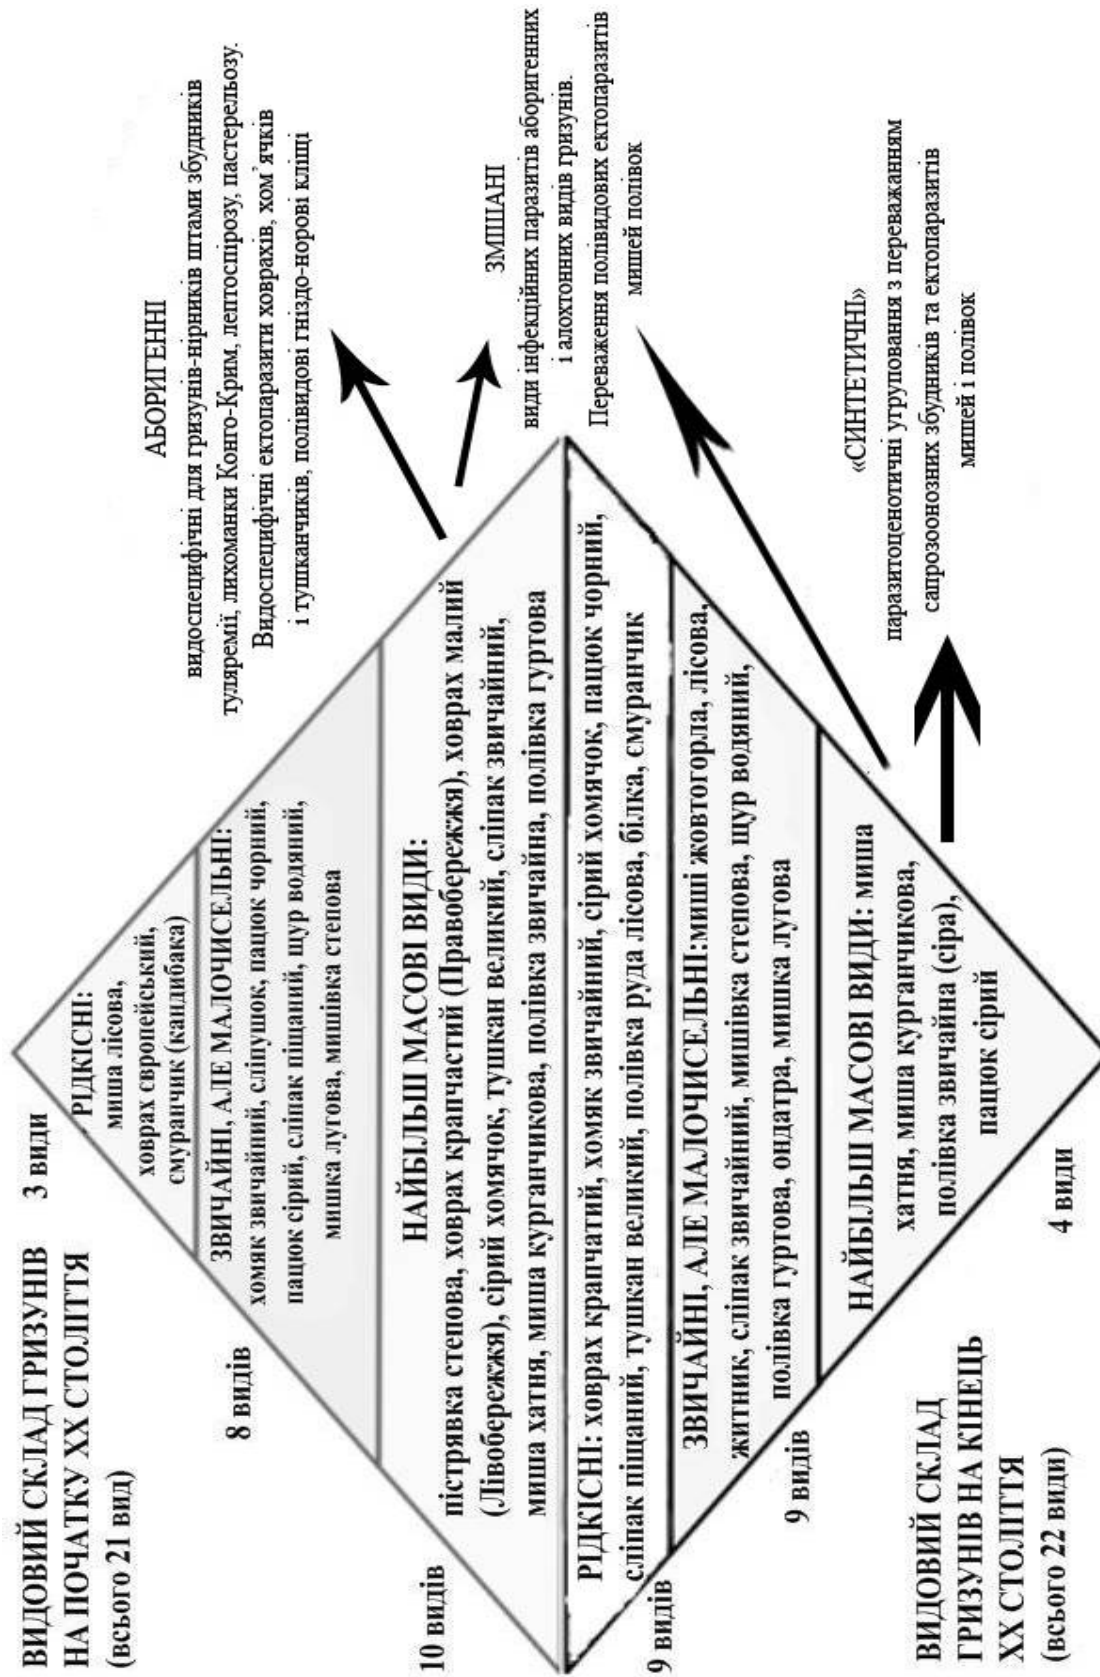 ВИДОВИЙ СКЛАД ГРИЗУНІВ
НА ПОЧАТКУ ХХ СТОЛІТТЯ
(всього 21 вид)
3 види
РІДКІСНІ:
миша лісова,
ховрах європейський,
смуранчик (кандибака)
8 видів
ЗВИЧАЙНІ, АЛЕ МАЛОЧИСЕЛЬНІ:
хомяк звичайний, сліпушок, пацюк чорний,
пацюк сірий, сліпак піщаний, щур водяний,
мишка лугова, мишівка степова
10 видів
НАЙБІЛЬШ МАСОВІ ВИДИ:
пістрявка степова, ховрах крапчастий (Правобережжя), ховрах малий
(Лівобережжя), сірий хомячок, тушкан великий, сліпак звичайний,
миша хатня, миша курганчикова, полівка звичайна, полівка гуртова
9 видів
РІДКІСНІ: ховрах крапчатий, хомяк звичайний, сірий хомячок, пацюк чорний,
сліпак піщаний, тушкан великий, полівка руда лісова, білка, ємуранчик
9 видів
ЗВИЧАЙНІ, АЛЕ МАЛОЧИСЕЛЬНІ:миші жовтогорла, лісова,
житник, сліпак звичайний, мишівка степова, щур водяний,
полівка гуртова, ондатра, мишка лугова
4 види
НАЙБІЛЬШ МАСОВІ ВИДИ: миша
хатня, миша курганчикова,
полівка звичайна (сіра),
пацюк сірий
ВИДОВИЙ СКЛАД
ГРИЗУНІВ НА КІНЕЦЬ
ХХ СТОЛІТТЯ
(всього 22 види)
АБОРИГЕННІ
видоспецифічні для гризунів-нірників штами збудників
туляремії, лихоманки Конго-Крим, лептоспірозу, пастерельозу.
Видоспецифічні ектопаразити ховрахів, хом'ячків
і тушканчиків, полівидові гніздо-норові кліщі
ЗМІШАНІ
види інфекційних паразитів аборигенних
і алохтонних видів гризунів.
Переваження полівидових ектопаразитів
мишей полівок
«СИНТЕТИЧНІ»
паразитоценотичні угруповання з переважанням
сапрозоонозних збудників та ектопаразитів
мишей і полівок